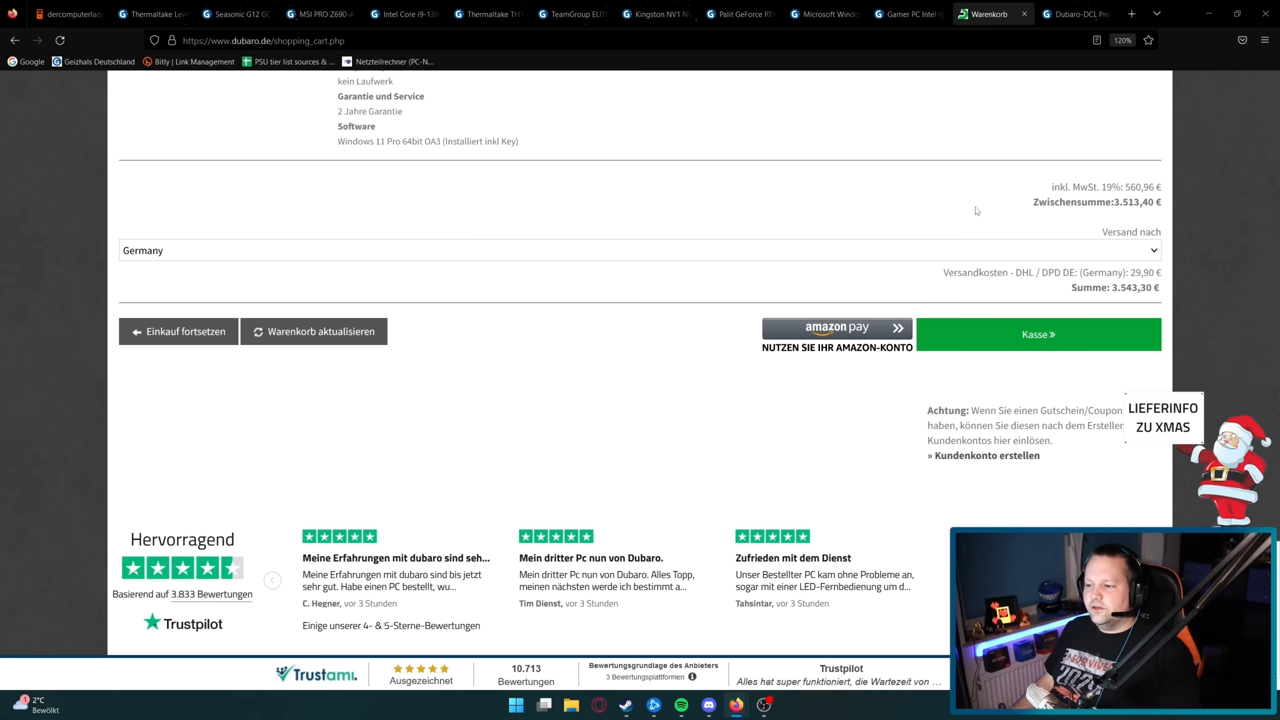 dercomputerlad
Thermaltake Lev
Seasonic G12 GC
MSI PRO Z690-A
Intel Core i9-139
Thermaltake TH
TeamGroup ELIT
Kingston NV1 NV
Palit GeForce RTX
Microsoft Windo
Gamer PC Intel i
Warenkorb
Dubaro-DCL Pre
https://www.dubaro.de/shopping_cart.php
120%
Google
Geizhals Deutschland
Bitly | Link Management
PSU tier list sources & ...
Netzteilrechner (PC-N...
kein Laufwerk
Garantie und Service
2 Jahre Garantie
Software
Windows 11 Pro 64bit OA3 (Installiert inkl Key)
inkl. MwSt. 19%: 560,96 €
Zwischensumme:3.513,40 €
Versand nach
Germany
Versandkosten - DHL / DPD DE: (Germany): 29,90 €
Summe: 3.543,30 €
Einkauf fortsetzen
Warenkorb aktualisieren
amazon pay
NUTZEN SIE IHR AMAZON-KONTO
Kasse »
Achtung: Wenn Sie einen Gutschein/Coupon
haben, können Sie diesen nach dem Erstellen
Kundenkontos hier einlösen.
» Kundenkonto erstellen
LIEFERINFO
ZU XMAS
Hervorragend
Basierend auf 3.833 Bewertungen
Trustpilot
Meine Erfahrungen mit dubaro sind seh...
Meine Erfahrungen mit dubaro sind bis jetzt
sehr gut. Habe einen PC bestellt, wu...
C. Hegner, vor 3 Stunden
Mein dritter Pc nun von Dubaro.
Mein dritter Pc nun von Dubaro. Alles Topp,
meinen nächsten werde ich bestimmt a...
Tim Dienst, vor 3 Stunden
Zufrieden mit dem Dienst
Unser Bestellter PC kam ohne Probleme an,
sogar mit einer LED-Fernbedienung um d...
Tahsintar, vor 3 Stunden
Einige unserer 4- & 5-Sterne-Bewertungen
Trustami.
Ausgezeichnet
10.713
Bewertungen
Bewertungsgrundlage des Anbieters
3 Bewertungsplattformen
Trustpilot
Alles hat super funktioniert, die Wartezeit von ...
1
2°C
Bewölkt